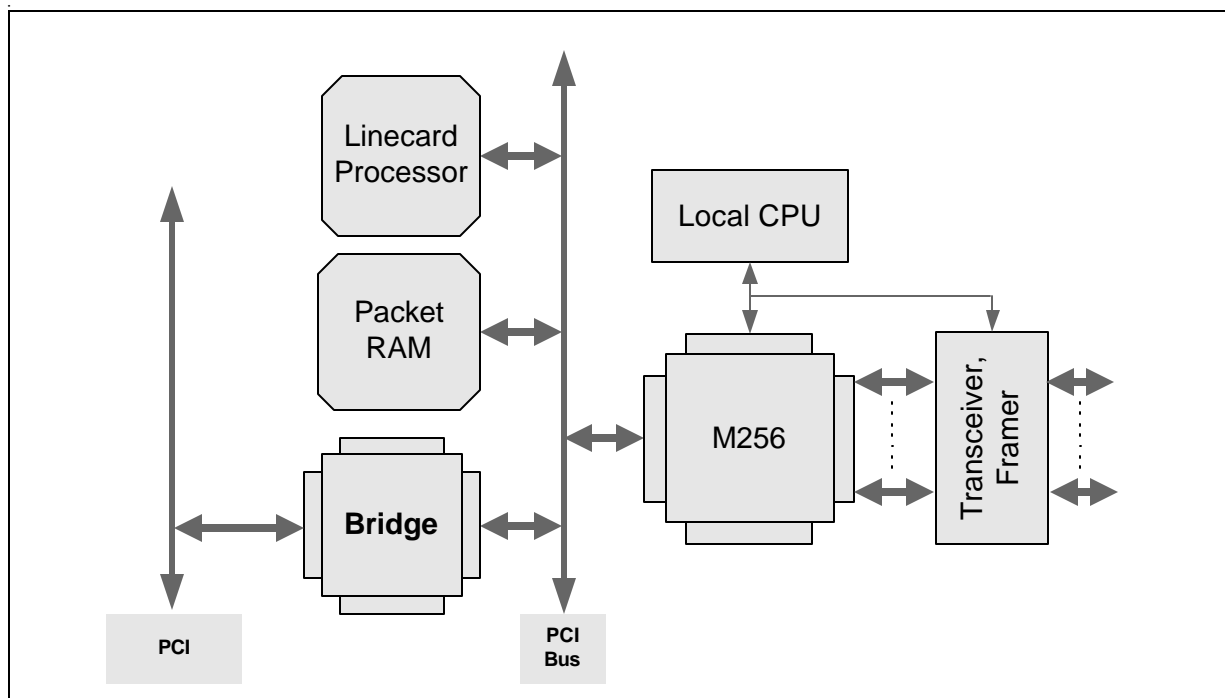 Linecard
Processor
Local CPU
Packet
RAM
M256
Transceiver,
Framer
Bridge
PCI
PCI
Bus